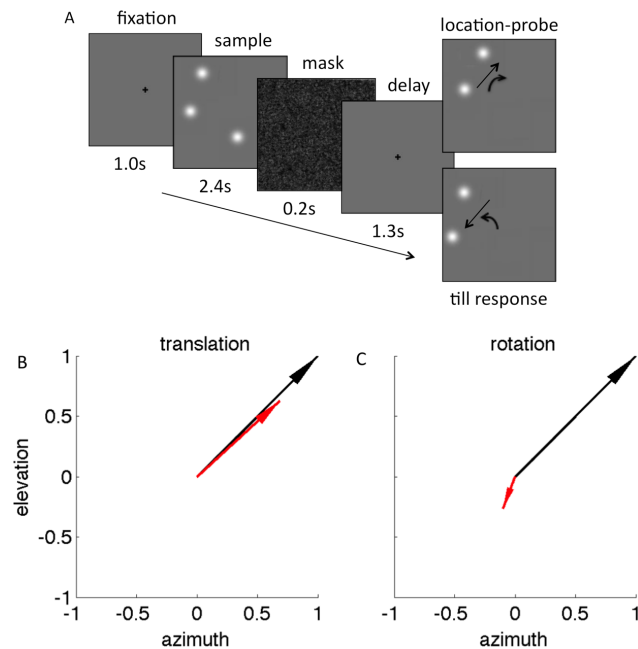 A
fixation
sample
mask
delay
location-probe
1.0s
2.4s
0.2s
1.3s
till response
B
translation
1
0.5
0
-0.5
-1
elevation
-1 -0.5 0 0.5 1
azimuth
C
rotation
-1 -0.5 0 0.5 1
azimuth